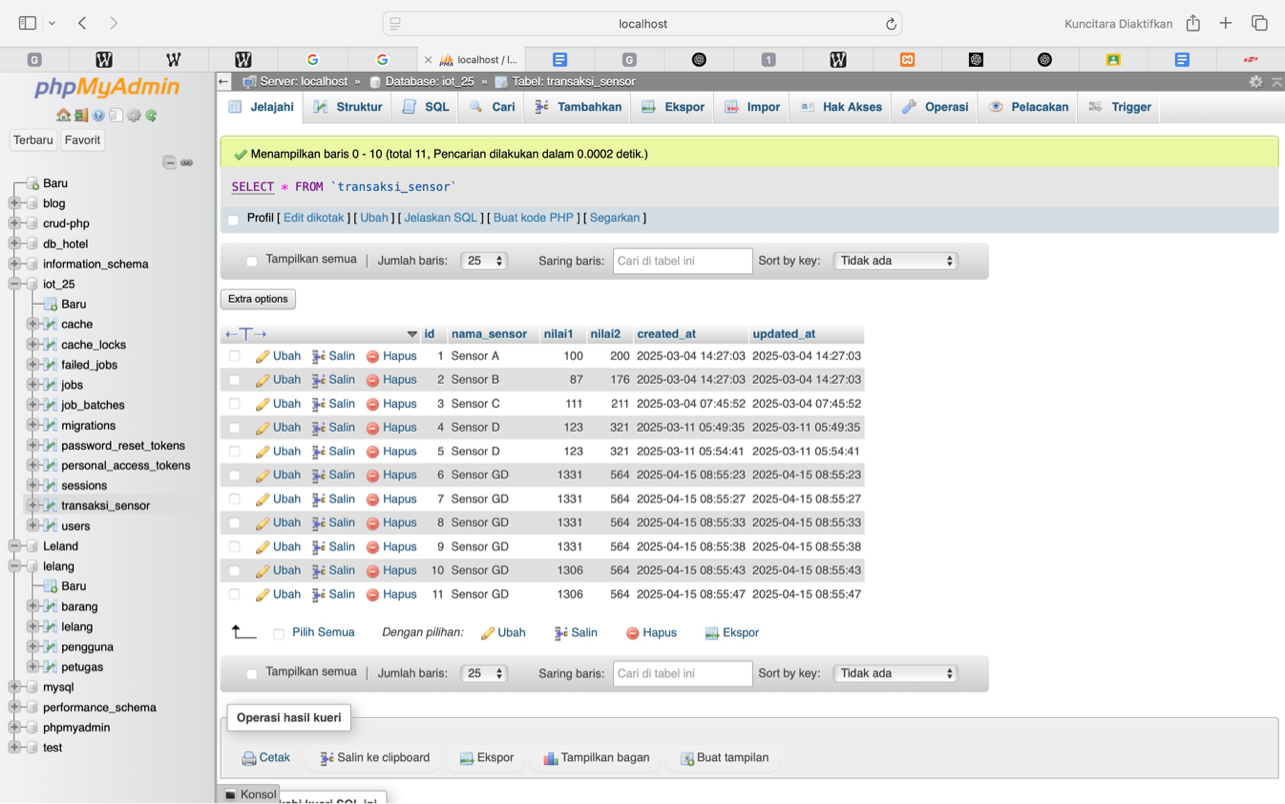 localhost
Kuncitara Diaktifkan
G
W
W
W
G
G
localhost / l...
G
1
W
phpMyAdmin
Server: localhost » Database: iot_25 » Tabel: transaksi_sensor
Jelajahi Struktur SQL Cari Tambahkan Ekspor Impor Hak Akses Operasi Pelacakan Trigger
Terbaru Favorit
Baru
blog
crud-php
db_hotel
information_schema
iot_25
Baru
cache
cache_locks
failed_jobs
jobs
job_batches
migrations
password_reset_tokens
personal_access_tokens
sessions
transaksi_sensor
users
Leland
lelang
Baru
barang
lelang
pengguna
petugas
mysql
performance_schema
phpmyadmin
test
Menampilkan baris 0 - 10 (total 11, Pencarian dilakukan dalam 0.0002 detik.)
SELECT * FROM `transaksi_sensor`
Profil [ Edit dikotak ] [ Ubah ] [ Jelaskan SQL ] [ Buat kode PHP ] [ Segarkan ]
Tampilkan semua | Jumlah baris: 25 Saring baris: Cari di tabel ini Sort by key: Tidak ada
Extra options
←T→ id nama_sensor nilai1 nilai2 created_at updated_at
Ubah Salin Hapus 1 Sensor A 100 200 2025-03-04 14:27:03 2025-03-04 14:27:03
Ubah Salin Hapus 2 Sensor B 87 176 2025-03-04 14:27:03 2025-03-04 14:27:03
Ubah Salin Hapus 3 Sensor C 111 211 2025-03-04 07:45:52 2025-03-04 07:45:52
Ubah Salin Hapus 4 Sensor D 123 321 2025-03-11 05:49:35 2025-03-11 05:49:35
Ubah Salin Hapus 5 Sensor D 123 321 2025-03-11 05:54:41 2025-03-11 05:54:41
Ubah Salin Hapus 6 Sensor GD 1331 564 2025-04-15 08:55:23 2025-04-15 08:55:23
Ubah Salin Hapus 7 Sensor GD 1331 564 2025-04-15 08:55:27 2025-04-15 08:55:27
Ubah Salin Hapus 8 Sensor GD 1331 564 2025-04-15 08:55:33 2025-04-15 08:55:33
Ubah Salin Hapus 9 Sensor GD 1331 564 2025-04-15 08:55:38 2025-04-15 08:55:38
Ubah Salin Hapus 10 Sensor GD 1306 564 2025-04-15 08:55:43 2025-04-15 08:55:43
Ubah Salin Hapus 11 Sensor GD 1306 564 2025-04-15 08:55:47 2025-04-15 08:55:47
Pilih Semua Dengan pilihan: Ubah Salin Hapus Ekspor
Tampilkan semua | Jumlah baris: 25 Saring baris: Cari di tabel ini Sort by key: Tidak ada
Operasi hasil kueri
Cetak Salin ke clipboard Ekspor Tampilkan bagan Buat tampilan
Konsol
kueri SQL ini